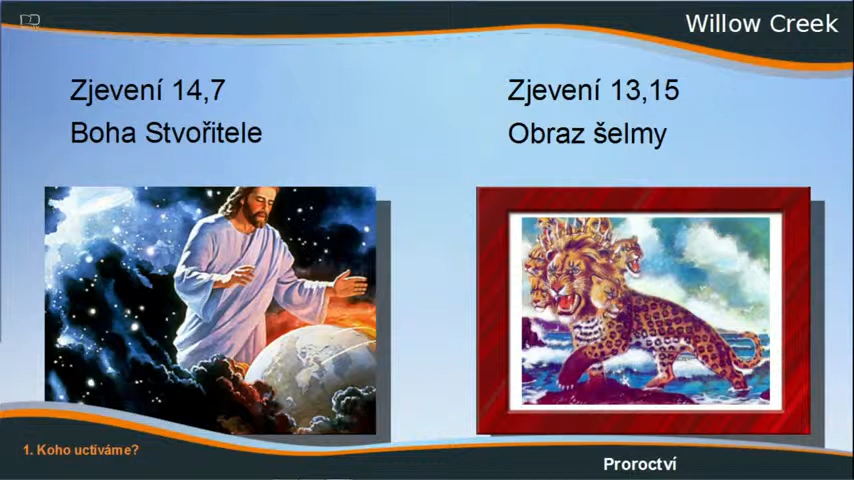 Willow Creek
Zjevení 14,7
Boha Stvořitele
Zjevení 13,15
Obraz šelmy
1. Koho uctíváme?
Proroctví